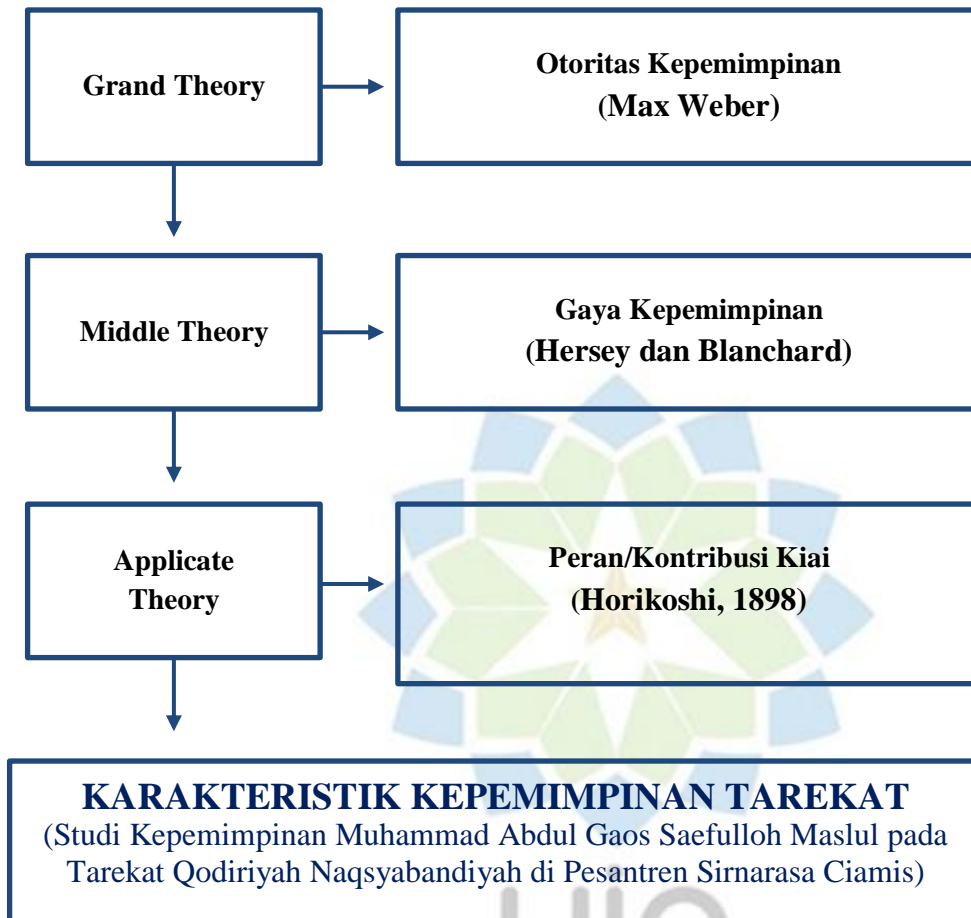 Grand Theory
Otoritas Kepemimpinan
(Max Weber)
Middle Theory
Gaya Kepemimpinan
(Hersey dan Blanchard)
Applicate
Theory
Peran/Kontribusi Kiai
(Horikoshi, 1898)
KARAKTERISTIK KEPEMIMPINAN TAREKAT
(Studi Kepemimpinan Muhammad Abdul Gaos Saefulloh Maslul pada
Tarekat Qodiriyah Naqsyabandiyah di Pesantren Sirnarasa Ciamis)